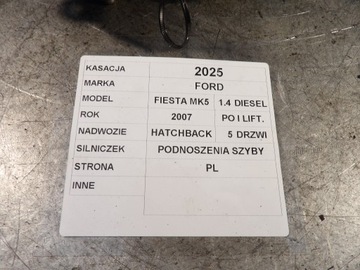 KASACJA 2025
MARKA FORD
MODEL FIESTA MK5 1.4 DIESEL
ROK 2007 PO I LIFT.
NADWOZIE HATCHBACK 5 DRZWI
SILNICZEK PODNOSZENIA SZYBY
STRONA PL
INNE